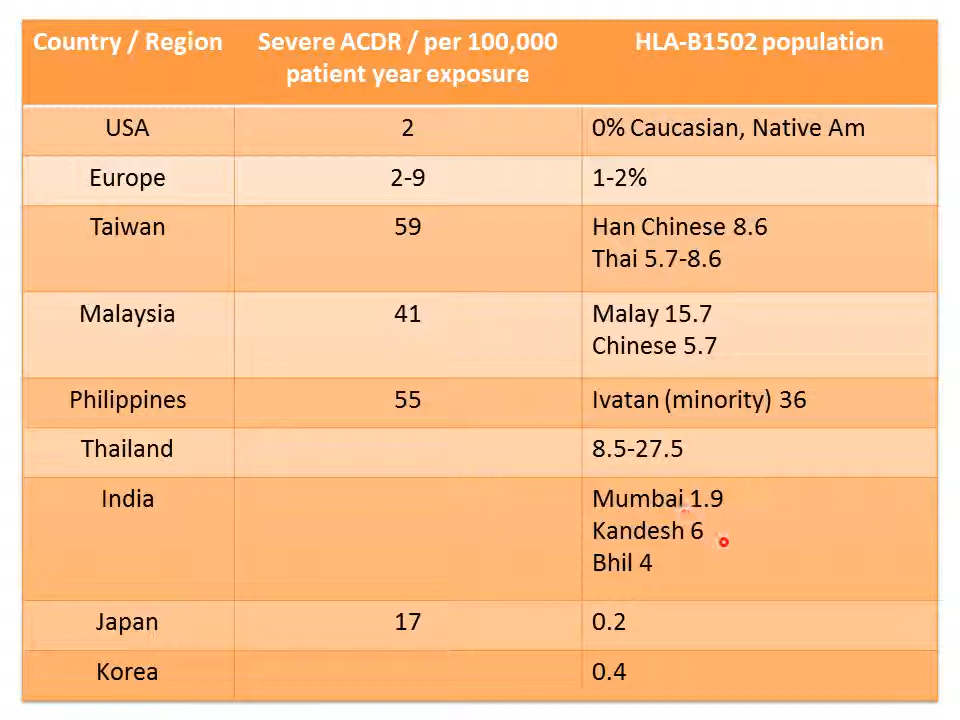 Country / Region
Severe ACDR / per 100,000
patient year exposure
HLA-B1502 population
USA
2
0% Caucasian, Native Am
Europe
2-9
1-2%
Taiwan
59
Han Chinese 8.6
Thai 5.7-8.6
Malaysia
41
Malay 15.7
Chinese 5.7
Philippines
55
Ivatan (minority) 36
Thailand
8.5-27.5
India
Mumbai 1.9
Kandesh 6
Bhil 4
Japan
17
0.2
Korea
0.4